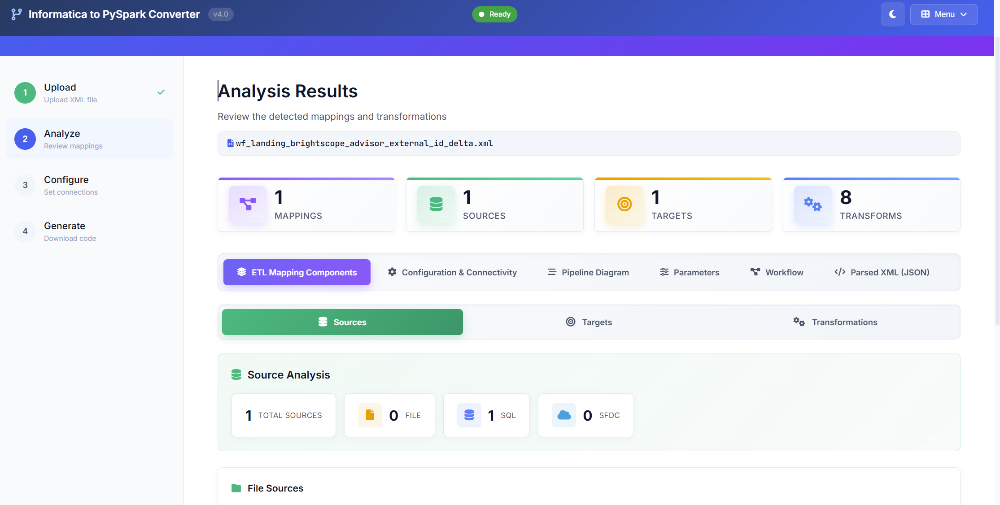 Informatica to PySpark Converter v4.0 Ready Menu
1 Upload
Upload XML file
2 Analyze
Review mappings
3 Configure
Set connections
4 Generate
Download code
Analysis Results
Review the detected mappings and transformations
wf_landing_brightscope_advisor_external_id_delta.xml
1 MAPPINGS
1 SOURCES
1 TARGETS
8 TRANSFORMS
ETL Mapping Components Configuration & Connectivity Pipeline Diagram Parameters Workflow Parsed XML (JSON)
Sources Targets Transformations
Source Analysis
1 TOTAL SOURCES 0 FILE 1 SQL 0 SFDC
File Sources